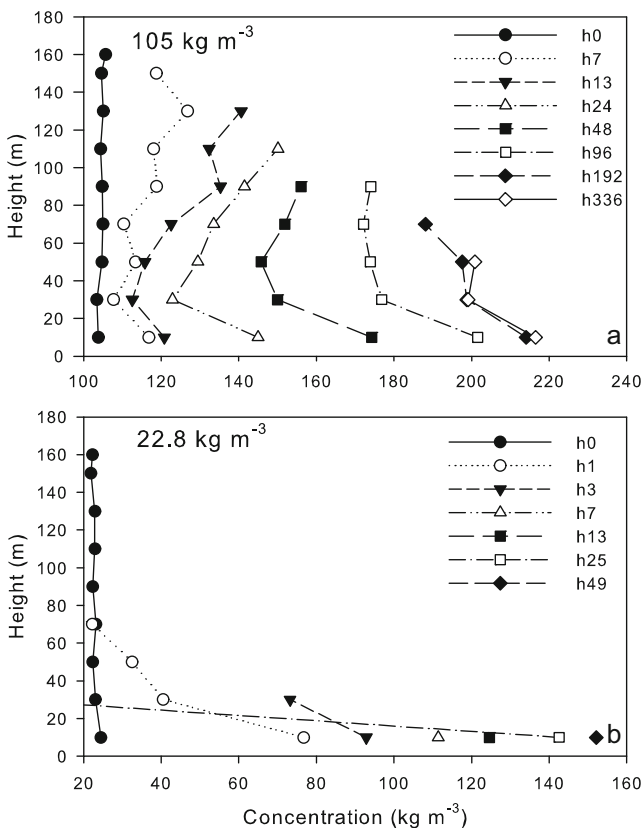 180
160
140
120
100
80
60
40
20
0
Height (m)
105 kg m-3
h0
h7
h13
h24
h48
h96
h192
h336
a
100 120 140 160 180 200 220 240
180
160
140
120
100
80
60
40
20
0
Height (m)
22.8 kg m-3
h0
h1
h3
h7
h13
h25
h49
b
20 40 60 80 100 120 140 160
Concentration (kg m-3)